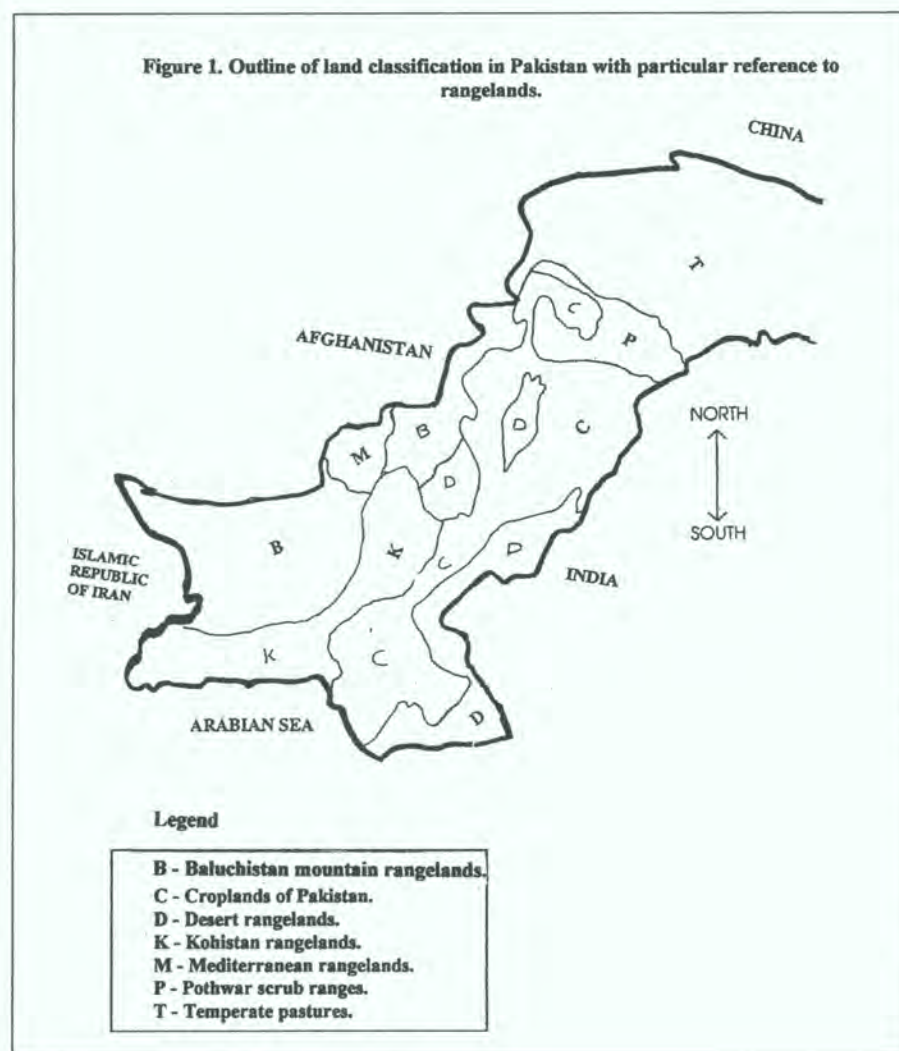 Figure 1. Outline of land classification in Pakistan with particular reference to
rangelands.
CHINA
T
C
P
AFGHANISTAN
NORTH
B
D
C
M
D
SOUTH
B
K
C
D
ISLAMIC
REPUBLIC
OF IRAN
INDIA
K
C
ARABIAN SEA
D
Legend
B - Baluchistan mountain rangelands.
C - Croplands of Pakistan.
D - Desert rangelands.
K - Kohistan rangelands.
M - Mediterranean rangelands.
P - Pothwar scrub ranges.
T - Temperate pastures.